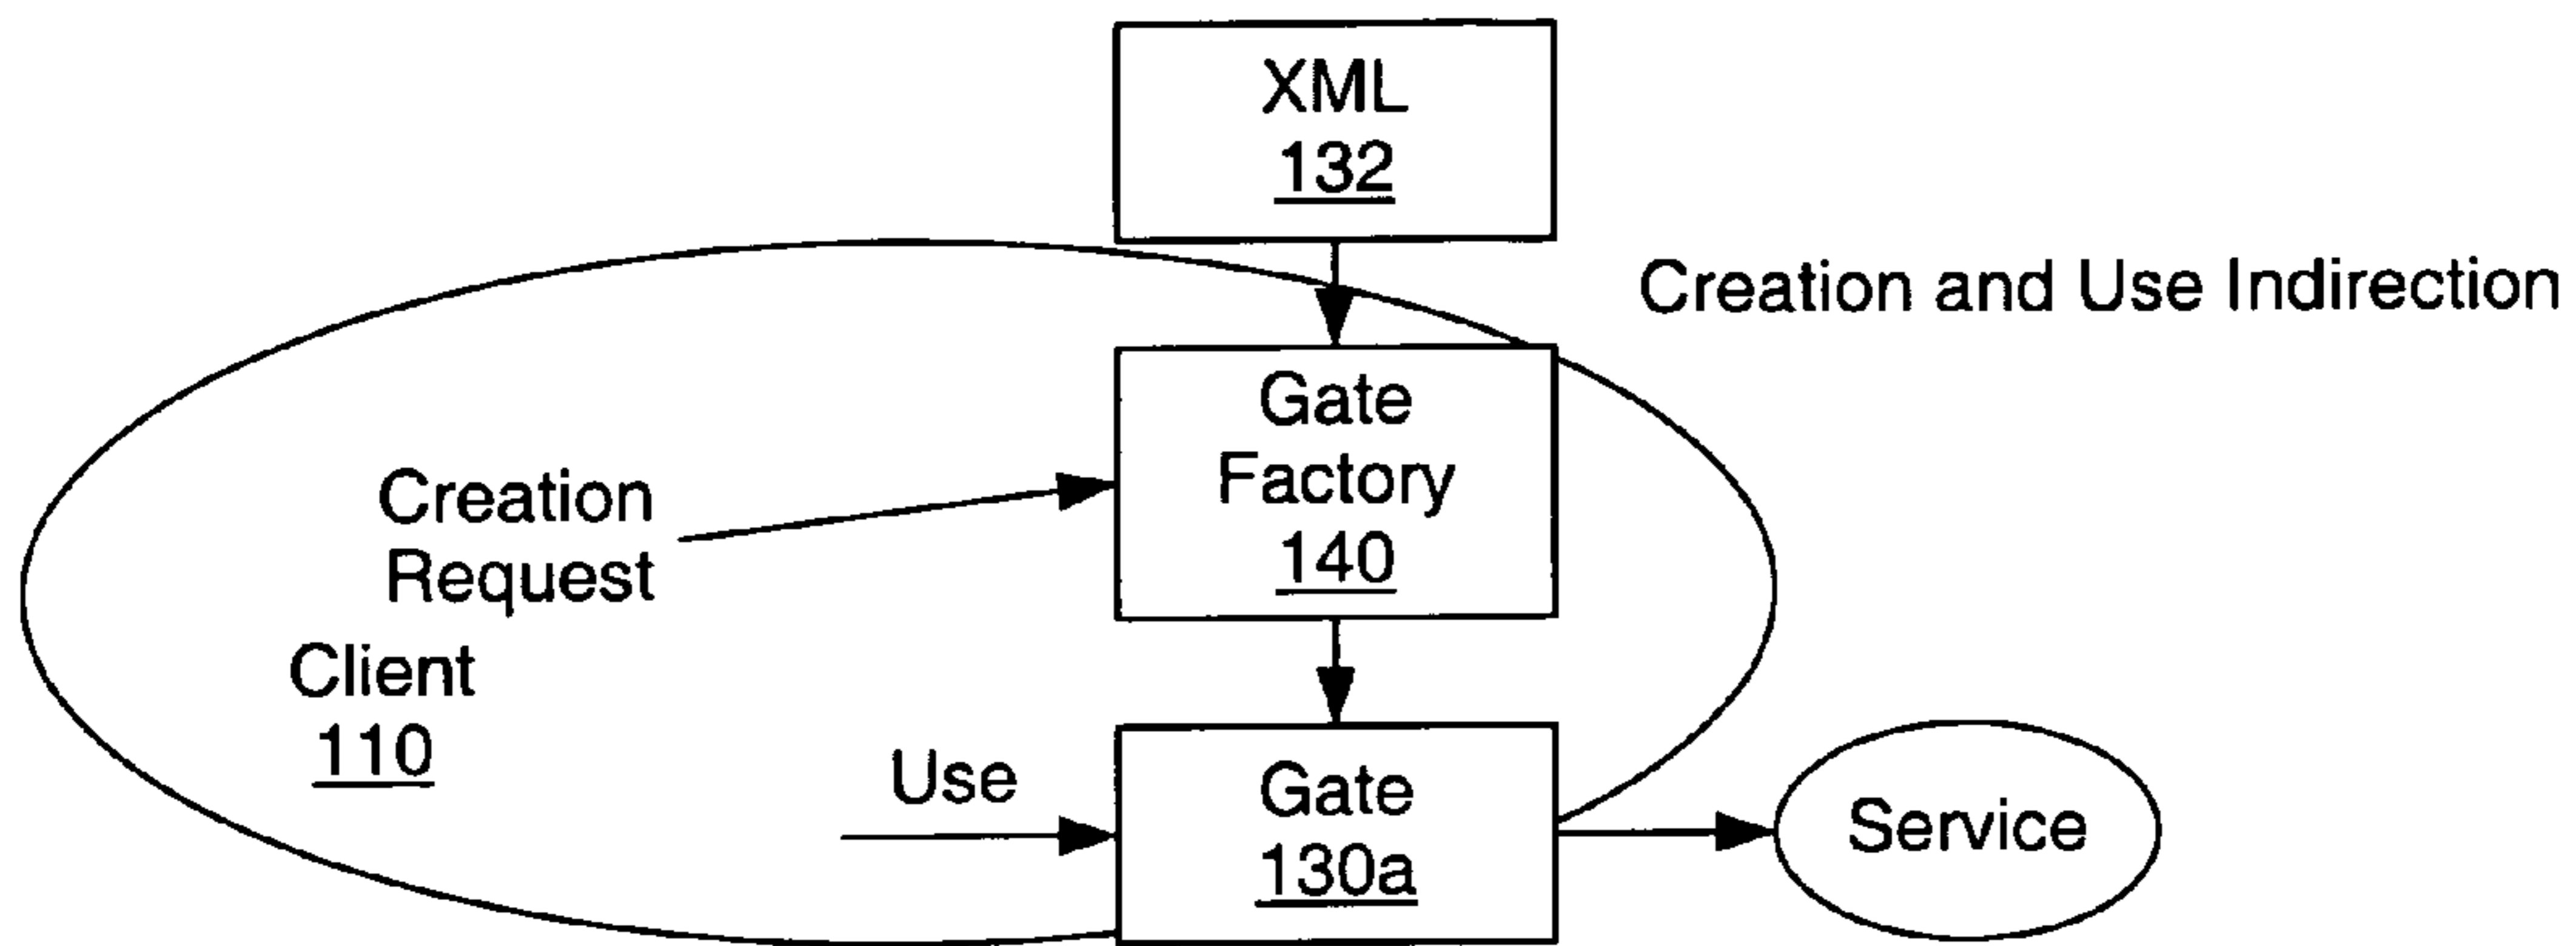 XML
132
Creation and Use Indirection
Gate
Factory
140
Creation
Request
Client
110
Use
Gate
130a
Service